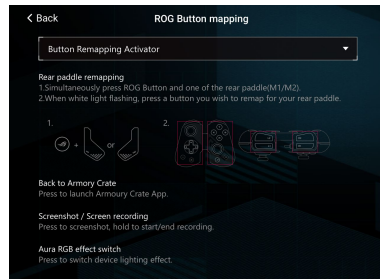 Back
ROG Button mapping
Button Remapping Activator
Rear paddle remapping
1.Simultaneously press ROG Button and one of the rear paddle(M1/M2).
2.When white light flashing, press a button you wish to remap for your rear paddle.
1.
2.
+
or
Back to Armory Crate
Press to launch Armory Crate App.
Screenshot / Screen recording
Press to screenshot, hold to start/end recording.
Aura RGB effect switch
Press to switch device lighting effect.